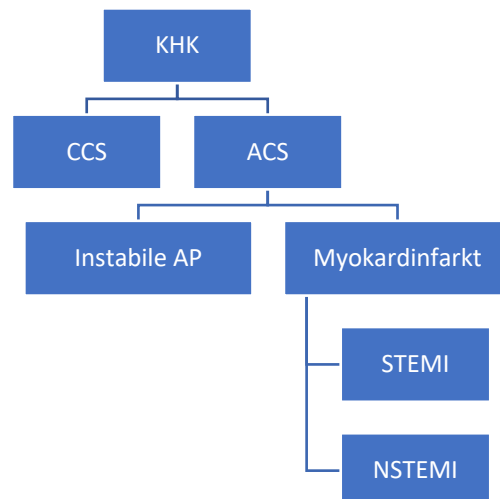 KHK
CCS
ACS
Instabile AP
Myokardinfarkt
STEMI
NSTEMI